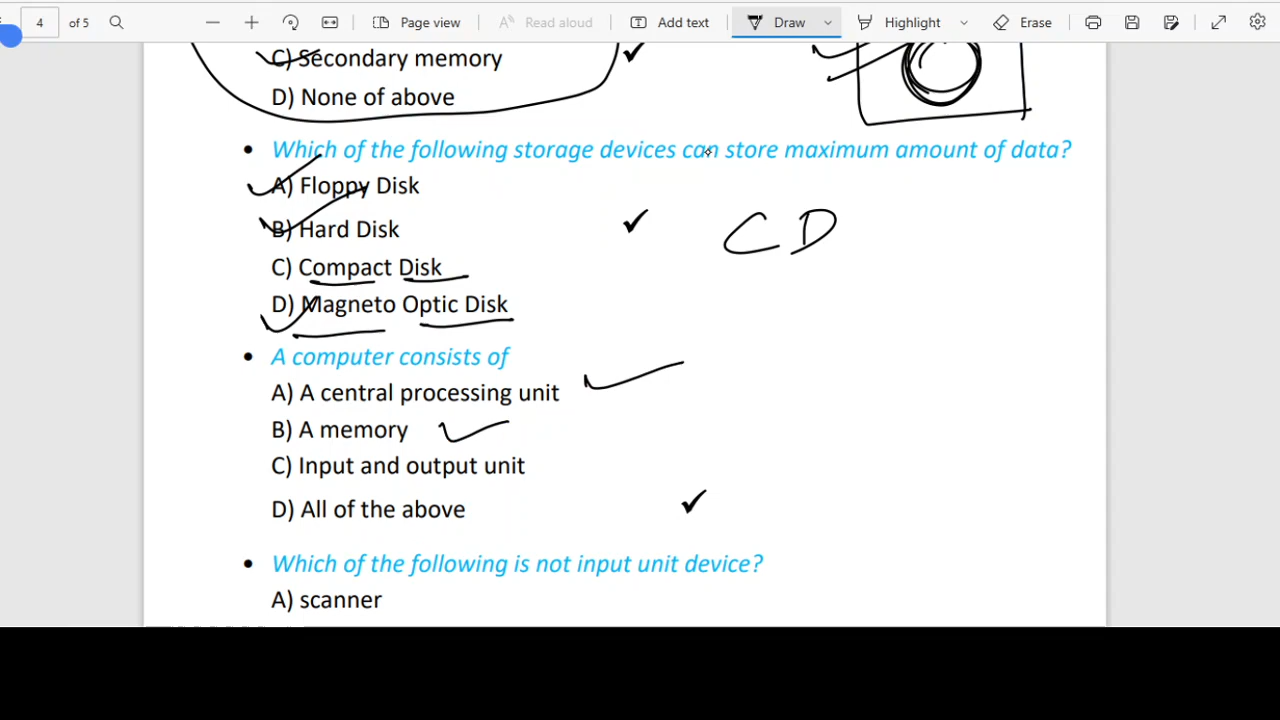 4 of 5 Page view Read aloud Add text Draw Highlight Erase
C) Secondary memory
D) None of above
• Which of the following storage devices can store maximum amount of data?
A) Floppy Disk
B) Hard Disk
CD
C) Compact Disk
D) Magneto Optic Disk
• A computer consists of
A) A central processing unit
B) A memory
C) Input and output unit
D) All of the above
• Which of the following is not input unit device?
A) scanner